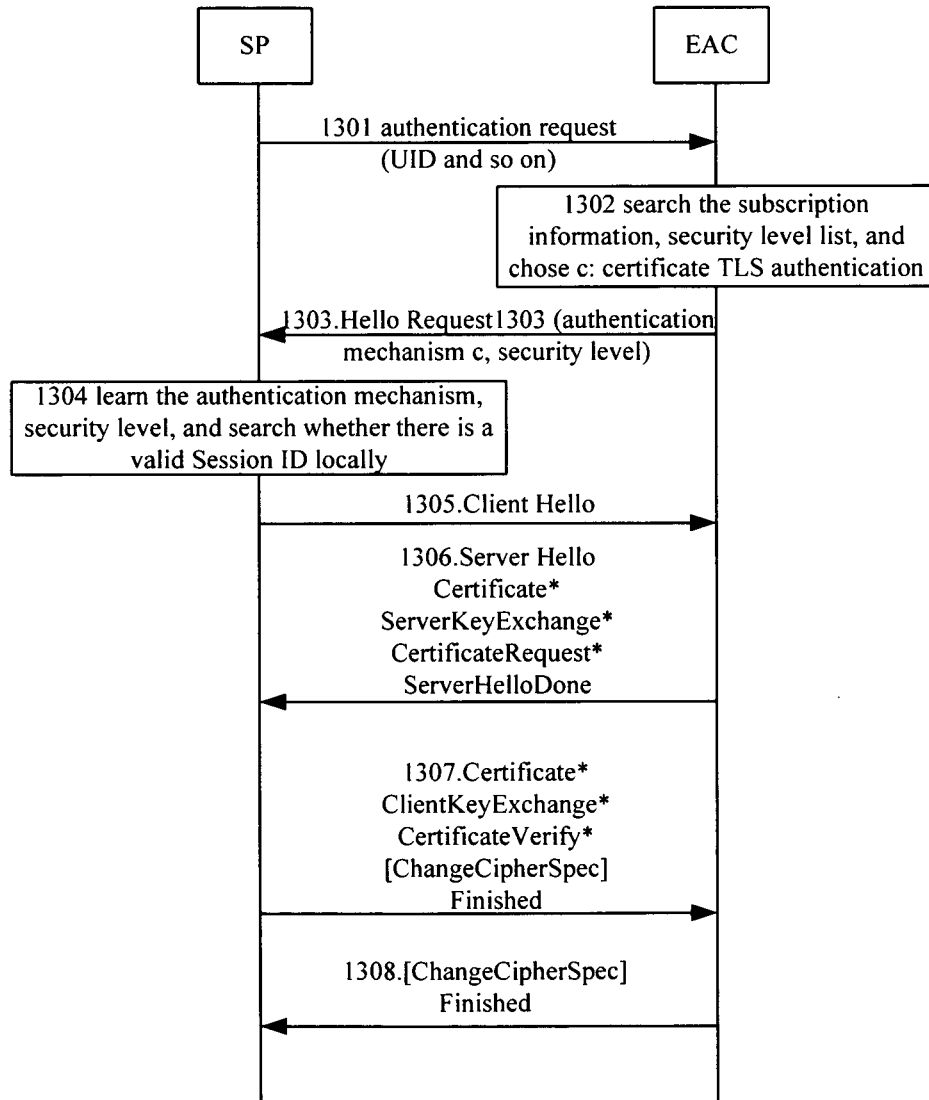 SP
EAC
1301 authentication request
(UID and so on)
1302 search the subscription
information, security level list, and
chose c: certificate TLS authentication
1303.Hello Request1303 (authentication
mechanism c, security level)
1304 learn the authentication mechanism,
security level, and search whether there is a
valid Session ID locally
1305.Client Hello
1306.Server Hello
Certificate*
ServerKeyExchange*
CertificateRequest*
ServerHelloDone
1307.Certificate*
ClientKeyExchange*
CertificateVerify*
[ChangeCipherSpec]
Finished
1308.[ChangeCipherSpec]
Finished